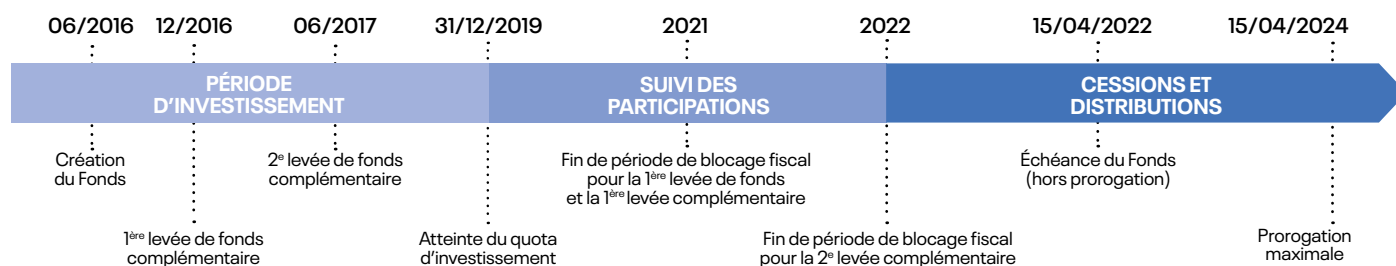 06/2016 12/2016 06/2017 31/12/2019 2021 2022 15/04/2022 15/04/2024
PÉRIODE
D’INVESTISSEMENT
SUIVI DES
PARTICIPATIONS
CESSIONS ET
DISTRIBUTIONS
Création
du Fonds
1ère levée de fonds
complémentaire
2e levée de fonds
complémentaire
Atteinte du quota
d’investissement
Fin de période de blocage fiscal
pour la 1ère levée de fonds
et la 1ère levée complémentaire
Fin de période de blocage fiscal
pour la 2e levée complémentaire
Échéance du Fonds
(hors prorogation)
Prorogation
maximale